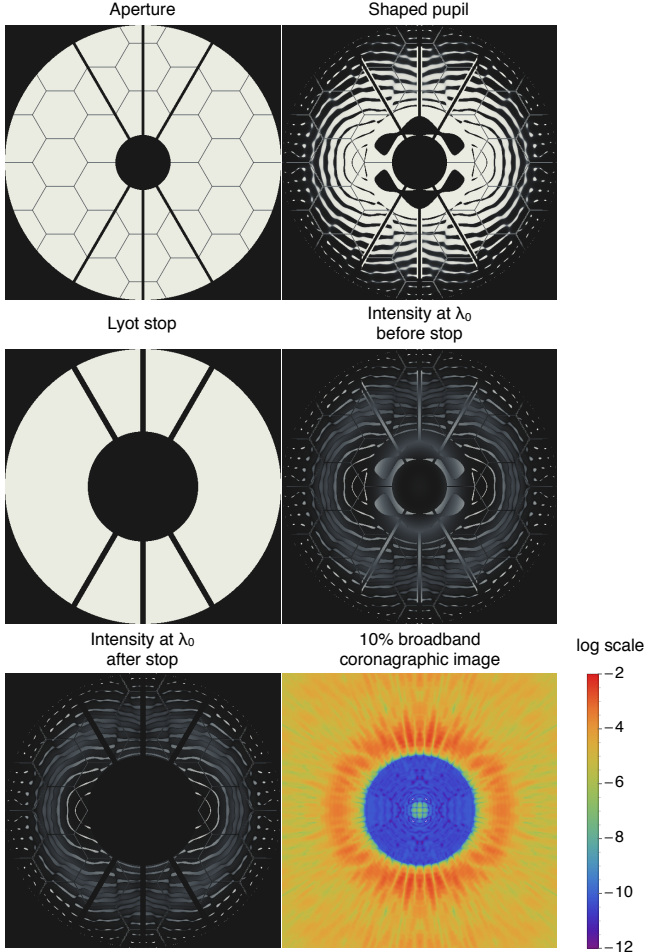 Aperture
Shaped pupil
Lyot stop
Intensity at λ₀
before stop
Intensity at λ₀
after stop
10% broadband
coronagraphic image
log scale
−2
−4
−6
−8
−10
−12